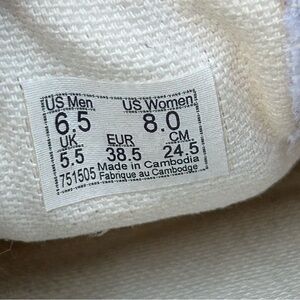 US Men US Women
6.5 8.0
UK EUR CM
5.5 38.5 24.5
Made in Cambodia
751505 Fabrique au Cambodge